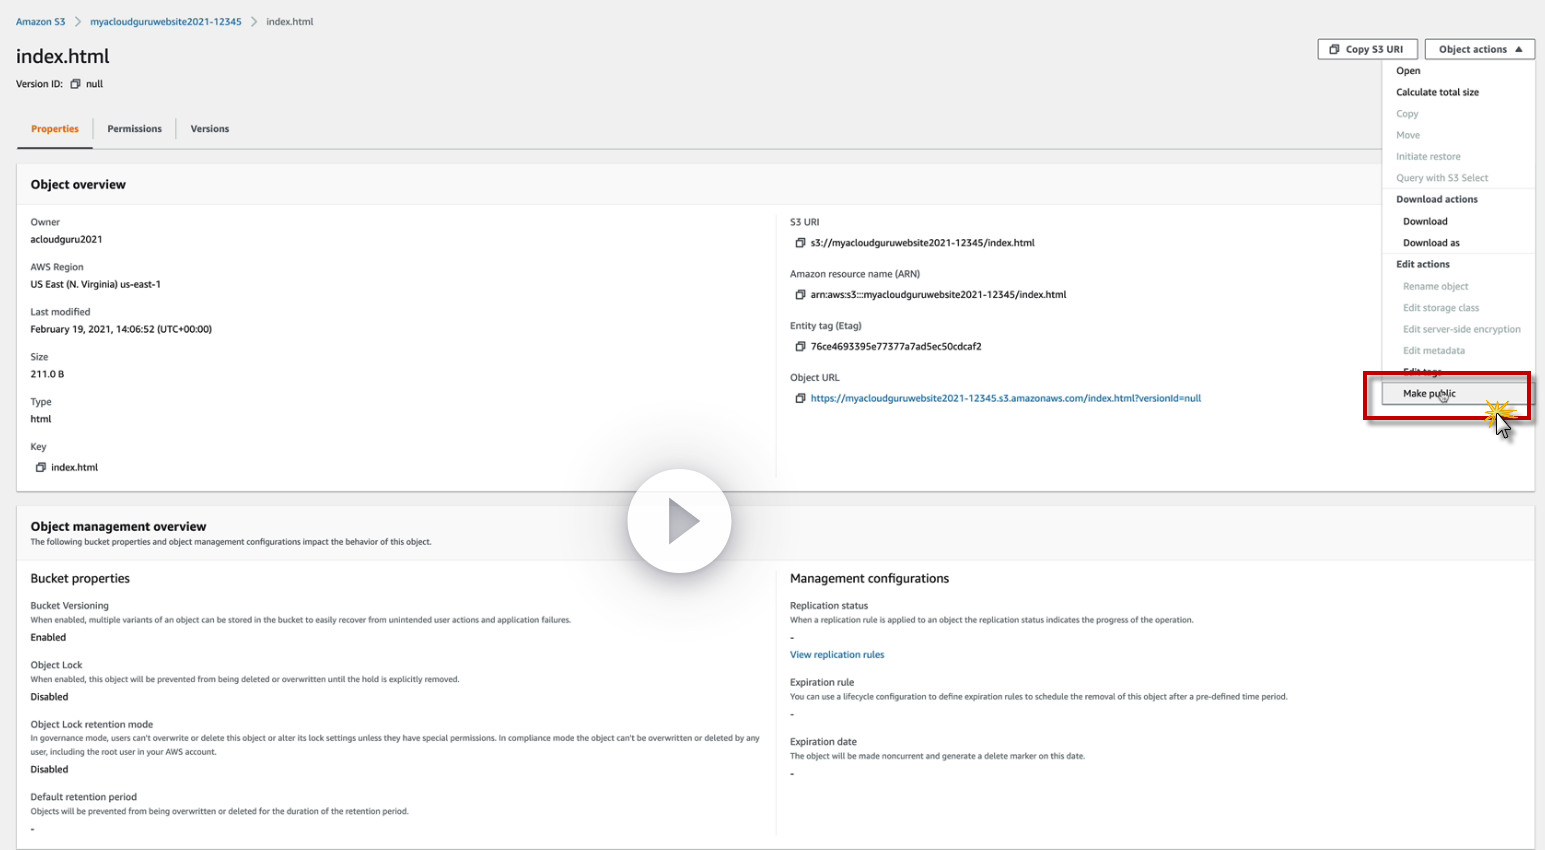 Amazon S3 > myacloudguruwebsite2021-12345 > index.html
index.html
Copy S3 URI
Object actions
Version ID: null
Properties
Permissions
Versions
Open
Calculate total size
Copy
Move
Initiate restore
Query with S3 Select
Download actions
Download
Download as
Edit actions
Rename object
Edit storage class
Edit server-side encryption
Edit metadata
Edit tags
Make public
Object overview
Owner
acloudguru2021
AWS Region
US East (N. Virginia) us-east-1
Last modified
February 19, 2021, 14:06:52 (UTC+00:00)
Size
211.0 B
Type
html
Key
index.html
S3 URI
s3://myacloudguruwebsite2021-12345/index.html
Amazon resource name (ARN)
arn:aws:s3:::myacloudguruwebsite2021-12345/index.html
Entity tag (Etag)
76ce4693395e77377a7ad5ec50cdcaf2
Object URL
https://myacloudguruwebsite2021-12345.s3.amazonaws.com/index.html?versionId=null
Object management overview
The following bucket properties and object management configurations impact the behavior of this object.
Bucket properties
Bucket Versioning
When enabled, multiple variants of an object can be stored in the bucket to easily recover from unintended user actions and application failures.
Enabled
Object Lock
When enabled, this object will be prevented from being deleted or overwritten until the hold is explicitly removed.
Disabled
Object Lock retention mode
In governance mode, users can't overwrite or delete this object or alter its lock settings unless they have special permissions. In compliance mode the object can't be overwritten or deleted by any
user, including the root user in your AWS account.
Disabled
Default retention period
Objects will be prevented from being overwritten or deleted for the duration of the retention period.
-
Management configurations
Replication status
When a replication rule is applied to an object the replication status indicates the progress of the operation.
-
View replication rules
Expiration rule
You can use a lifecycle configuration to define expiration rules to schedule the removal of this object after a pre-defined time period.
-
Expiration date
The object will be made noncurrent and generate a delete marker on this date.
-